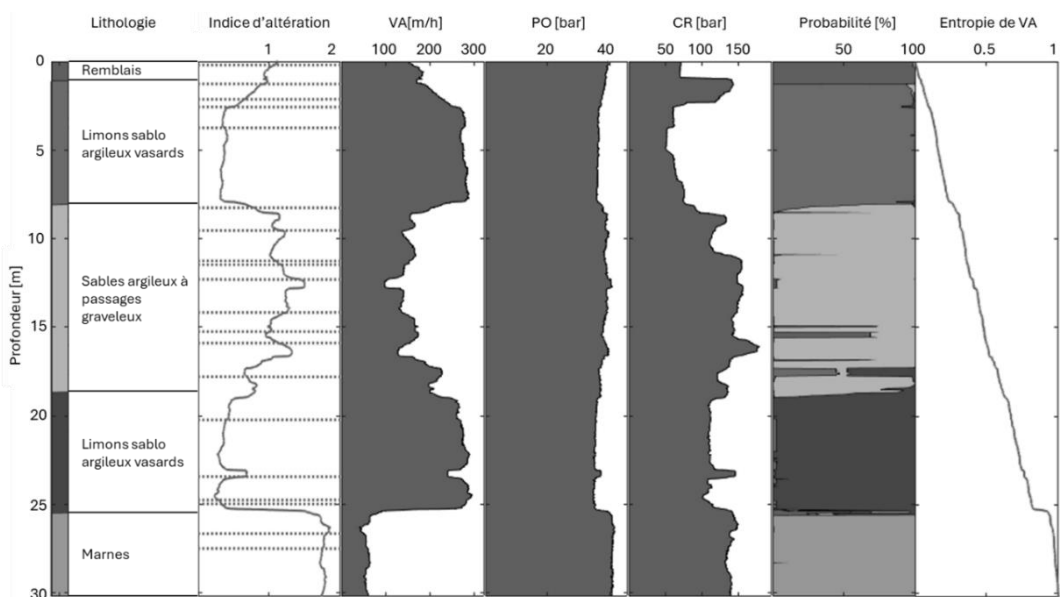 Lithologie
Indice d'altération
VA[m/h]
PO [bar]
CR [bar]
Probabilité [%]
Entropie de VA
1 2
100 200 300
20 40
50 100 150
50 100
0.5 1
Profondeur [m]
0
5
10
15
20
25
30
Remblais
Limons sablo
argileux vasards
Sables argileux à
passages
graveleux
Limons sablo
argileux vasards
Marnes